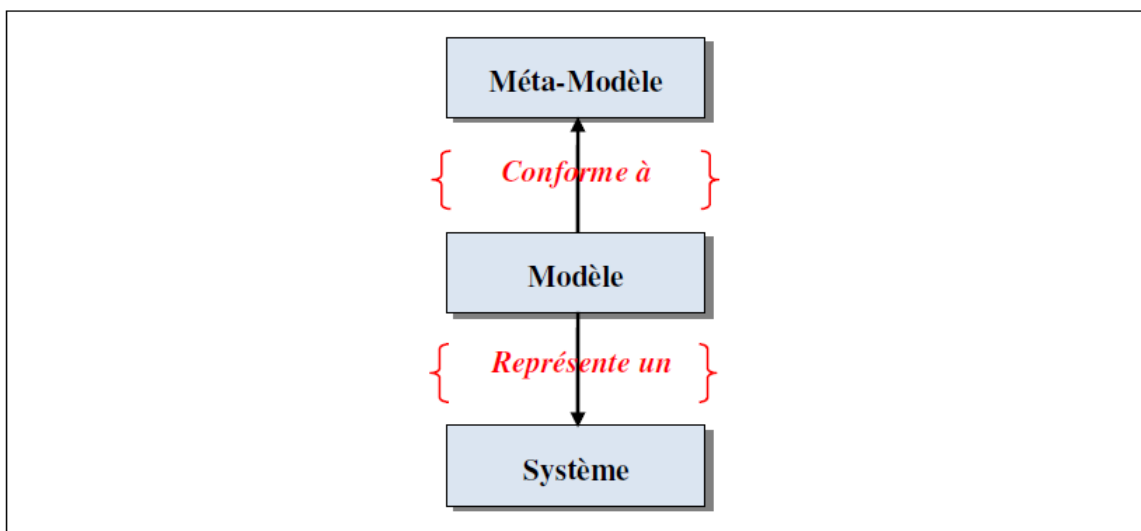 Méta-Modèle
Conforme à
Modèle
Représente un
Système